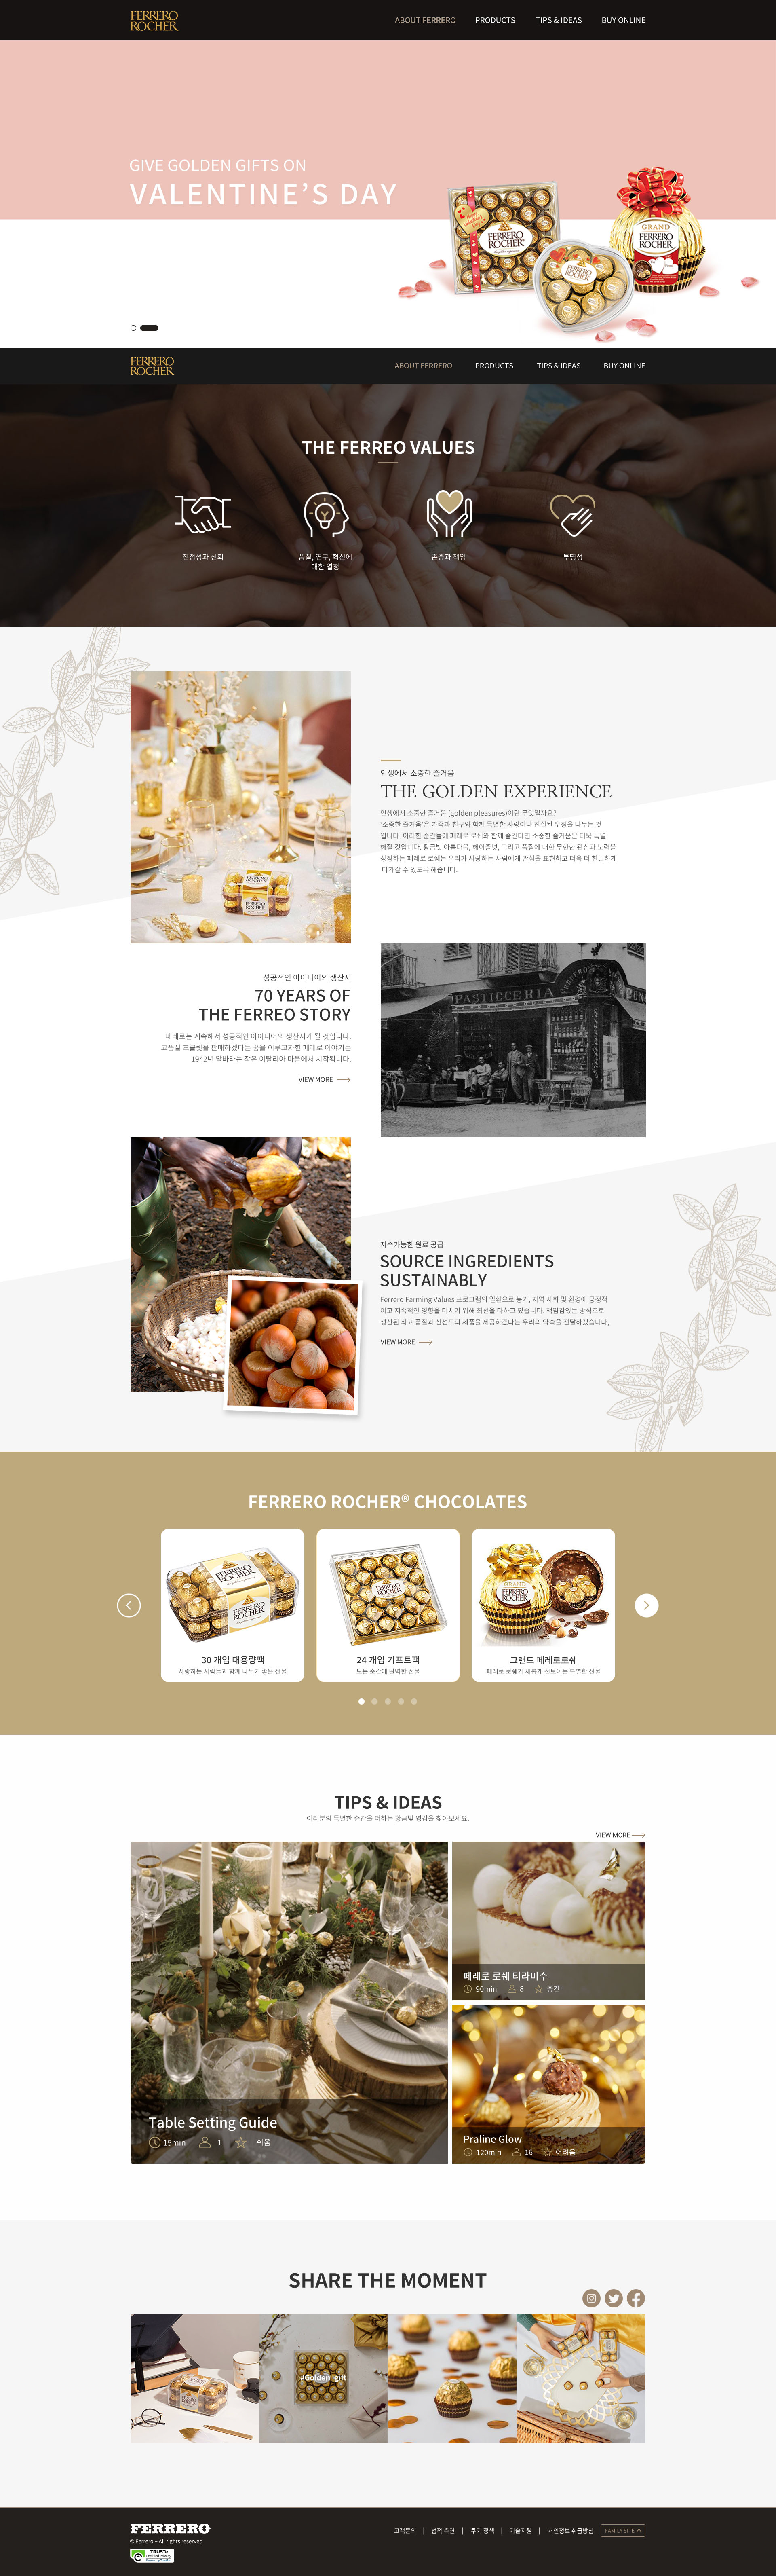 FERRERO
ROCHER
ABOUT FERRERO
PRODUCTS
TIPS & IDEAS
BUY ONLINE
GIVE GOLDEN GIFTS ON
VALENTINE'S DAY
FERRERO
ROCHER
GRAND
FERRERO
ROCHER
FERRERO
ROCHER
FERRERO
ROCHER
ABOUT FERRERO
PRODUCTS
TIPS & IDEAS
BUY ONLINE
THE FERREO VALUES
진정성과 신뢰
품질, 연구, 혁신에
대한 열정
존중과 책임
투명성
인생에서 소중한 즐거움
THE GOLDEN EXPERIENCE
인생에서 소중한 즐거움 (golden pleasures)이란 무엇일까요?
'소중한 즐거움'은 가족과 친구와 함께 특별한 사랑이나 진실된 우정을 나누는 것
입니다. 이러한 순간들에 페레로 로쉐와 함께 즐긴다면 소중한 즐거움은 더욱 특별
해질 것입니다. 황금빛 아름다움, 헤이즐넛, 그리고 품질에 대한 무한한 관심과 노력을
상징하는 페레로 로쉐는 우리가 사랑하는 사람에게 관심을 표현하고 더욱 더 친밀하게
다가갈 수 있도록 해줍니다.
FERRERO
ROCHER
성공적인 아이디어의 생산지
70 YEARS OF
THE FERREO STORY
페레로는 계속해서 성공적인 아이디어의 생산지가 될 것입니다.
고품질 초콜릿을 판매하겠다는 꿈을 이루고자한 페레로 이야기는
1942년 알바라는 작은 이탈리아 마을에서 시작됩니다.
VIEW MORE
PASTICCERIA
지속가능한 원료 공급
SOURCE INGREDIENTS
SUSTAINABLY
Ferrero Farming Values 프로그램의 일환으로 농가, 지역 사회 및 환경에 긍정적
이고 지속적인 영향을 미치기 위해 최선을 다하고 있습니다. 책임감있는 방식으로
생산된 최고 품질과 신선도의 재품을 제공하겠다는 우리의 약속을 전달하겠습니다,
VIEW MORE
FERRERO ROCHER® CHOCOLATES
FERRERO
ROCHER
FERRERO
ROCHER
FERRERO
ROCHER
GRAND
FERRERO
ROCHER
30 개입 대용량팩
사랑하는 사람들과 함께 나누기 좋은 선물
24 개입 기프트팩
모든 순간에 완벽한 선물
그랜드 페레로로쉐
페레로 로쉐가 새롭게 선보이는 특별한 선물
TIPS & IDEAS
여러분의 특별한 순간을 더하는 황금빛 영감을 찾아보세요.
VIEW MORE
페레로 로쉐 티라미수
90min
8
중간
Table Setting Guide
15min
1
쉬움
Praline Glow
120min
16
어려움
SHARE THE MOMENT
#Golden_gift
FERRERO
© Ferrero – All rights reserved
TRUSTe
Certified Privacy
고객문의 | 법적 측면 | 쿠키 정책 | 기술지원 | 개인정보 취급방침
FAMILY SITE